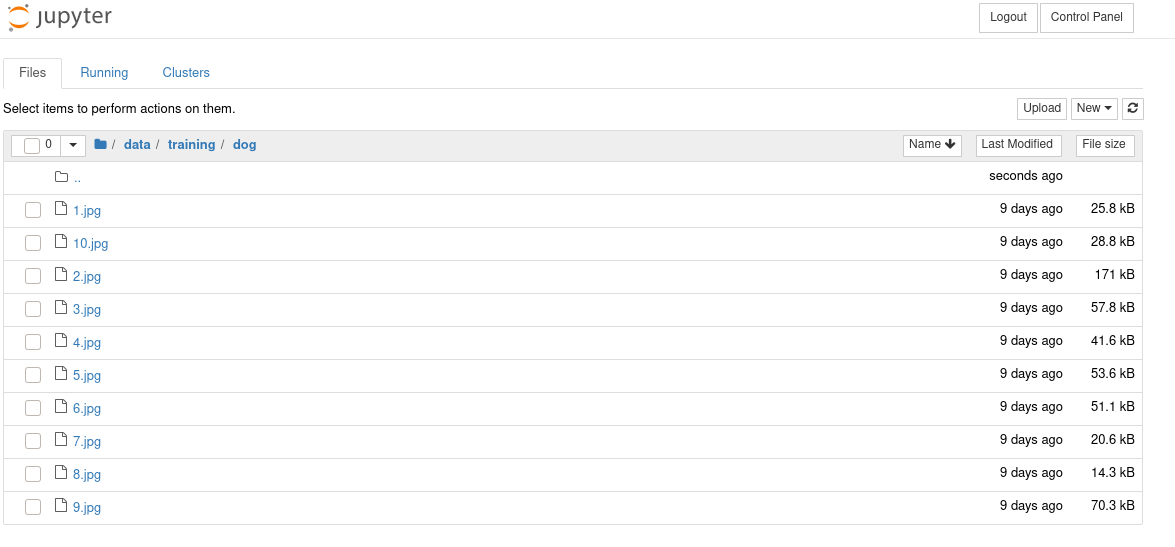 jupyter Logout Control Panel
Files Running Clusters
Select items to perform actions on them. Upload New
0 / data / training / dog Name Last Modified File size
.. seconds ago
1.jpg 9 days ago 25.8 kB
10.jpg 9 days ago 28.8 kB
2.jpg 9 days ago 171 kB
3.jpg 9 days ago 57.8 kB
4.jpg 9 days ago 41.6 kB
5.jpg 9 days ago 53.6 kB
6.jpg 9 days ago 51.1 kB
7.jpg 9 days ago 20.6 kB
8.jpg 9 days ago 14.3 kB
9.jpg 9 days ago 70.3 kB